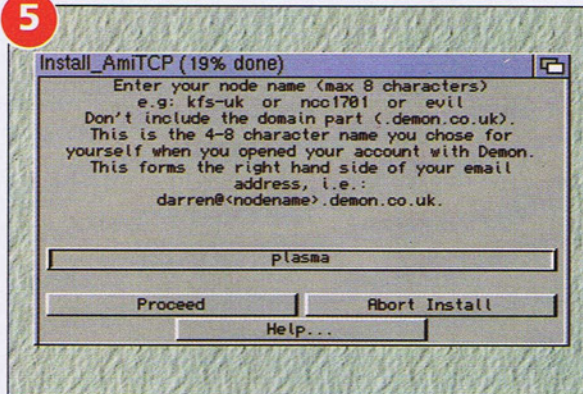 5
Install_AmiTCP (19% done)
Enter your node name (max 8 characters)
e.g: kfs-uk or ncc1701 or evil
Don't include the domain part (.demon.co.uk).
This is the 4-8 character name you chose for
yourself when you opened your account with Demon.
This forms the right hand side of your email
address, i.e.:
darren@<nodename>.demon.co.uk.
plasma
Proceed Abort Install
Help...